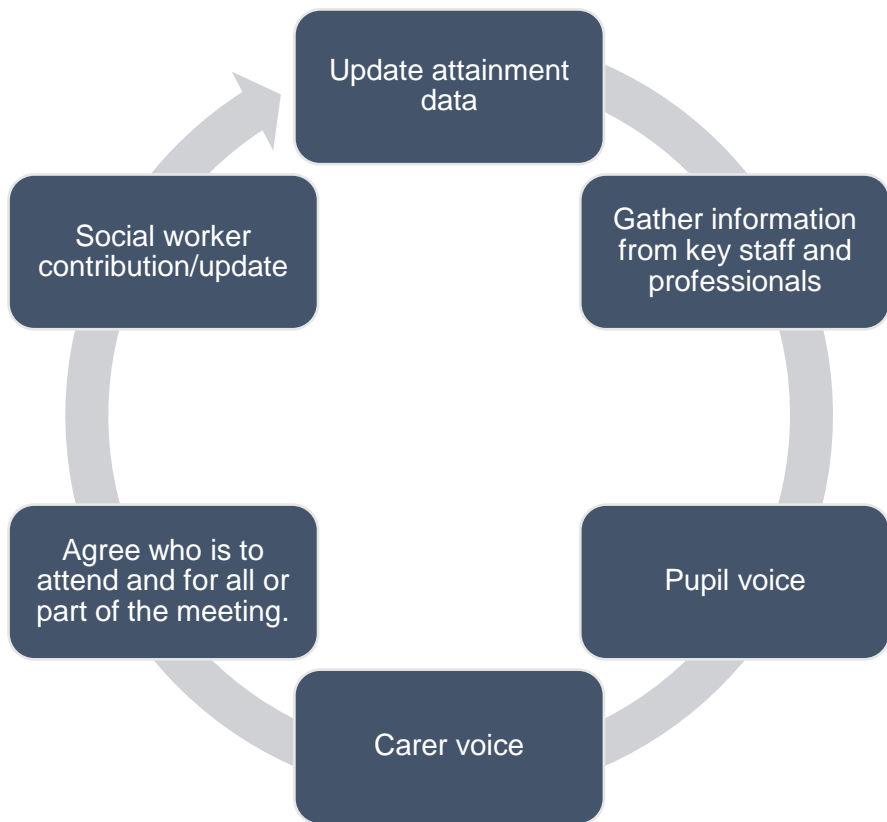 Update attainment
data
Gather information
from key staff and
professionals
Pupil voice
Carer voice
Agree who is to
attend and for all or
part of the meeting.
Social worker
contribution/update